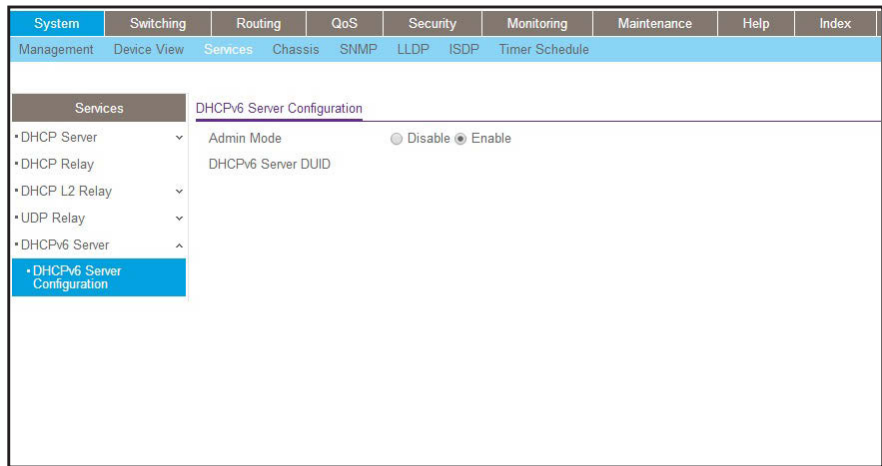 System Switching Routing QoS Security Monitoring Maintenance Help Index
Management Device View Services Chassis SNMP LLDP ISDP Timer Schedule
Services
• DHCP Server
• DHCP Relay
• DHCP L2 Relay
• UDP Relay
• DHCPv6 Server
• DHCPv6 Server
Configuration
DHCPv6 Server Configuration
Admin Mode Disable Enable
DHCPv6 Server DUID